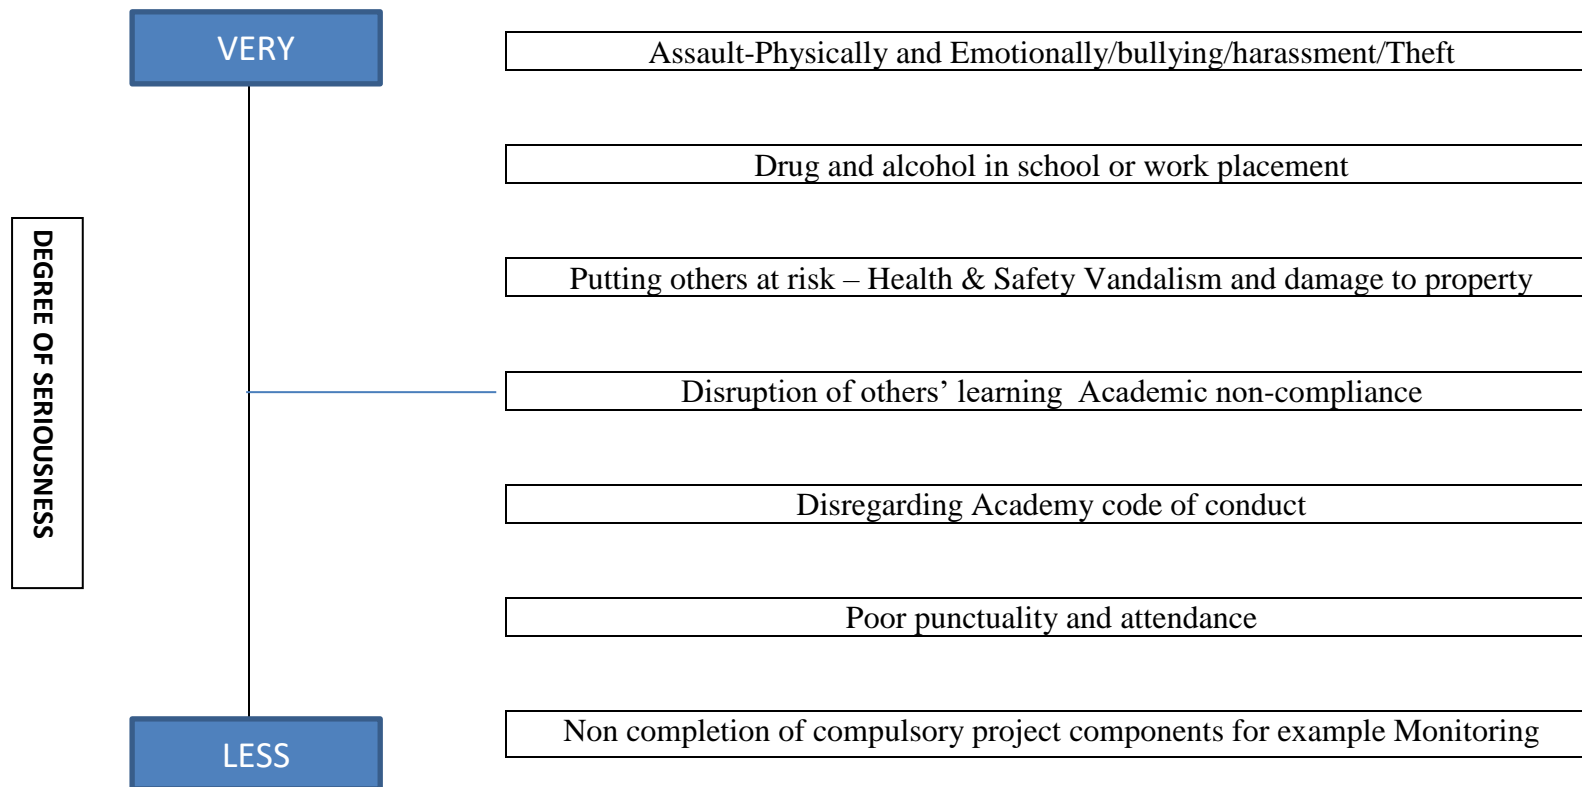 VERY
Assault-Physically and Emotionally/bullying/harassment/Theft
Drug and alcohol in school or work placement
DEGREE OF SERIOUSNESS
Putting others at risk – Health & Safety Vandalism and damage to property
Disruption of others’ learning  Academic non-compliance
Disregarding Academy code of conduct
Poor punctuality and attendance
Non completion of compulsory project components for example Monitoring
LESS